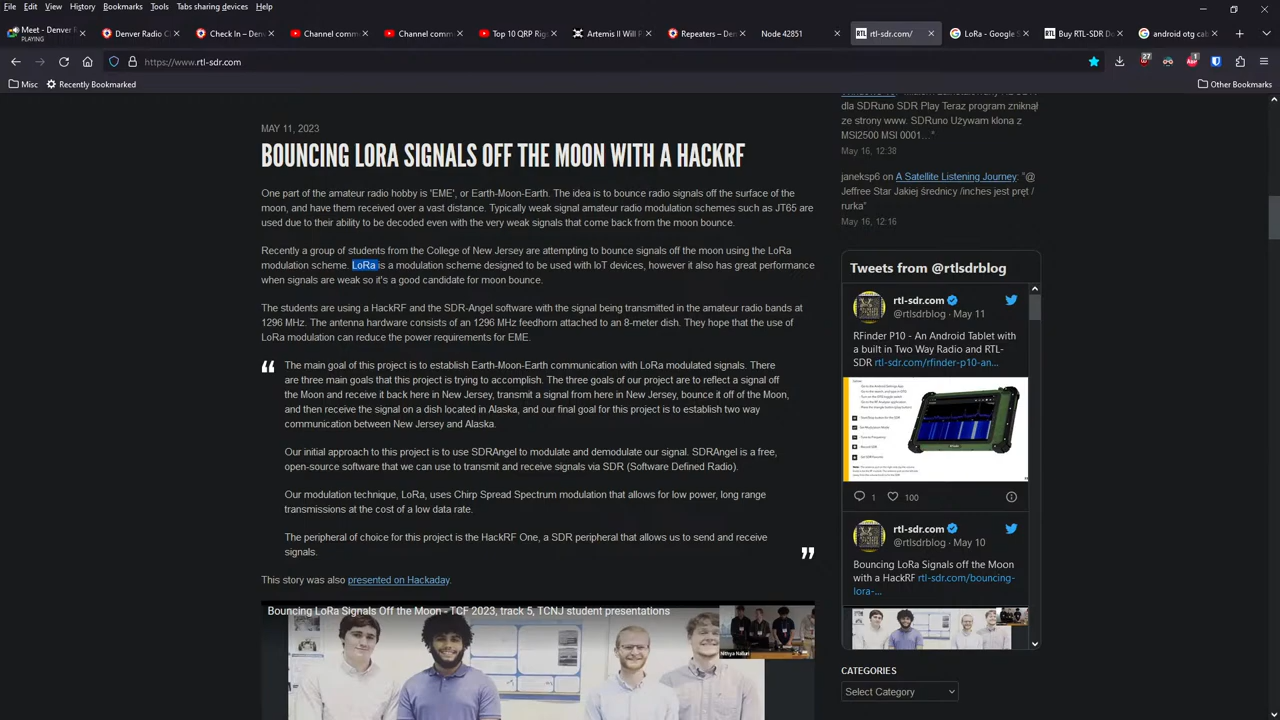 File Edit View History Bookmarks Tools Tabs sharing devices Help
Meet - Denver R
PLAYING
Denver Radio Cl
Check In – Denv
Channel comm
Channel comm
Top 10 QRP Rig
Artemis II Will
Repeaters – Den
Node 42851
RTL rtl-sdr.com/
LoRa - Google S
RTL Buy RTL-SDR Do
android otg cab
https://www.rtl-sdr.com
27
1
Misc
Recently Bookmarked
Other Bookmarks
MAY 11, 2023
BOUNCING LORA SIGNALS OFF THE MOON WITH A HACKRF
One part of the amateur radio hobby is 'EME', or Earth-Moon-Earth. The idea is to bounce radio signals off the surface of the
moon, and have them received over a vast distance. Typically weak signal amateur radio modulation schemes such as JT65 are
used due to their ability to be decoded even with the very weak signals that come back from the moon bounce.
Recently a group of students from the College of New Jersey are attempting to bounce signals off the moon using the LoRa
modulation scheme. LoRa is a modulation scheme designed to be used with IoT devices, however it also has great performance
when signals are weak so it's a good candidate for moon bounce.
The students are using a HackRF and the SDR-Angel software with the signal being transmitted in the amateur radio bands at
1296 MHz. The antenna hardware consists of an 1296 MHz feedhorn attached to an 8-meter dish. They hope that the use of
LoRa modulation can reduce the power requirements for EME.
“
The main goal of this project is to establish Earth-Moon-Earth communication with LoRa modulated signals. There
are three main goals that this project is trying to accomplish. The three goals of our project are to reflect a signal off
the Moon and receive it back here in New Jersey, transmit a signal from here in New Jersey, bounce it off of the Moon,
and then receive the signal on a dish located in Alaska, and our final goal for this project is to establish two way
communication between New Jersey and Alaska.
Our initial approach to this project is to use SDRAngel to modulate and demodulate our signal. SDRAngel is a free,
open-source software that we can use to transmit and receive signals via SDR (Software Defined Radio).
Our modulation technique, LoRa, uses Chirp Spread Spectrum modulation that allows for low power, long range
transmissions at the cost of a low data rate.
The peripheral of choice for this project is the HackRF One, a SDR peripheral that allows us to send and receive
signals.
”
This story was also presented on Hackaday.
Bouncing LoRa Signals Off the Moon – TCF 2023, track 5, TCNJ student presentations
Nithya Nalluri
dla SDRuno SDR Play Teraz program zniknął
ze strony www. SDRuno Używam klona z
MSI2500 MSI 0001…"
May 16, 12:38
janeksp6 on A Satellite Listening Journey: "@
Jeffree Star Jakiej średnicy /inches jest pręt /
rurka"
May 16, 12:16
Tweets from @rtlsdrblog
rtl-sdr.com
@rtlsdrblog · May 11
RFinder P10 - An Android Tablet with
a built in Two Way Radio and RTL-
SDR rtl-sdr.com/rfinder-p10-an…
1 100
rtl-sdr.com
@rtlsdrblog · May 10
Bouncing LoRa Signals off the Moon
with a HackRF rtl-sdr.com/bouncing-
lora-…
CATEGORIES
Select Category